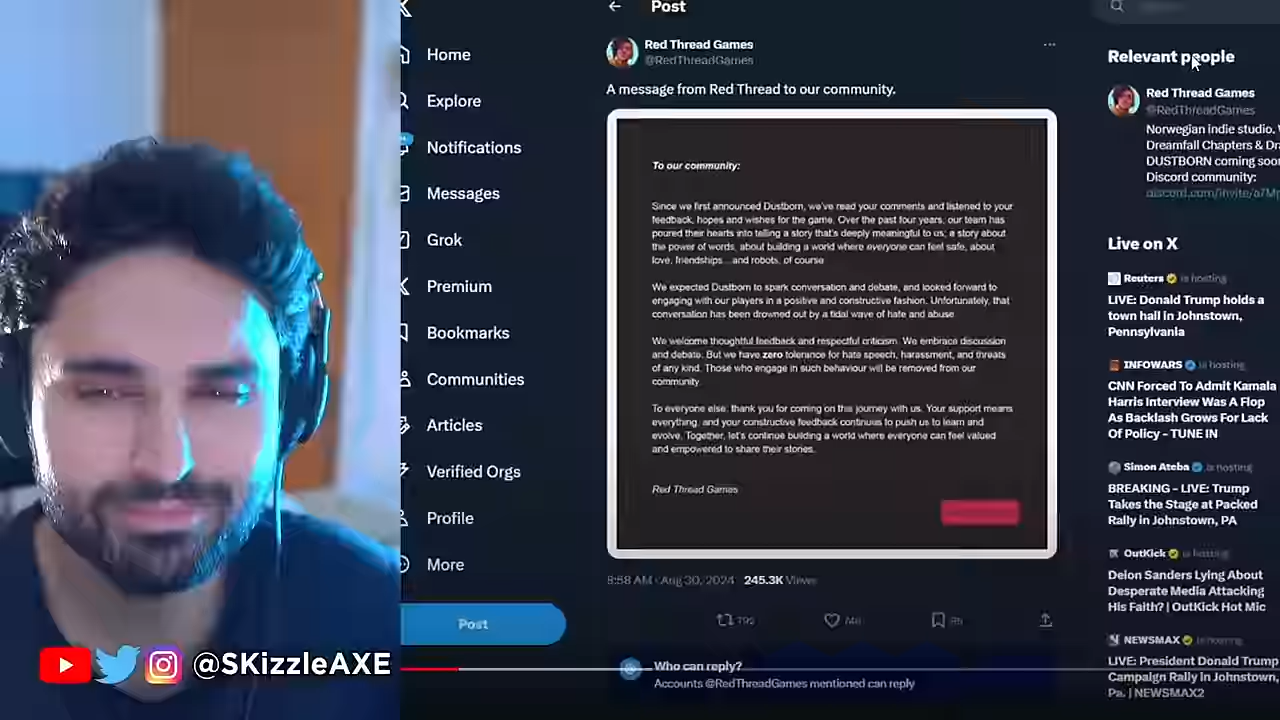 @SKizzleAXE
Home
Explore
Notifications
Messages
Grok
Premium
Bookmarks
Communities
Articles
Verified Orgs
Profile
More
Post
Post
Red Thread Games
@RedThreadGames
A message from Red Thread to our community.
To our community:
Since we first announced Dustborn, we've read your comments and listened to your
feedback, hopes and wishes for the game. Over the past four years, our team has
poured their hearts into telling a story that's deeply meaningful to us; a story about
the power of words, about building a world where everyone can feel safe, about
love, friendships...and robots, of course
We expected Dustborn to spark conversation and debate, and looked forward to
engaging with our players in a positive and constructive fashion. Unfortunately, that
conversation has been drowned out by a tidal wave of hate and abuse
We welcome thoughtful feedback and respectful criticism. We embrace discussion
and debate. But we have zero tolerance for hate speech, harassment, and threats
of any kind. Those who engage in such behaviour will be removed from our
community.
To everyone else: thank you for coming on this journey with us. Your support means
everything, and your constructive feedback continues to push us to learn and
evolve. Together, let's continue building a world where everyone can feel valued
and empowered to share their stories.
Red Thread Games
8:58 AM · Aug 30, 2024 245.3K Views
792
Who can reply?
Accounts @RedThreadGames mentioned can reply
Relevant people
Red Thread Games
@RedThreadGames
Norwegian indie studio.
Dreamfall Chapters &
DUSTBORN coming
Discord community:
discord.com/invite/
Live on X
Reuters is hosting
LIVE: Donald Trump holds a
town hall in Johnstown,
Pennsylvania
INFOWARS is hosting
CNN Forced To Admit Kamala
Harris Interview Was A Flop
As Backlash Grows For Lack
Of Policy - TUNE IN
Simon Ateba is hosting
BREAKING - LIVE: Trump
Takes the Stage at Packed
Rally in Johnstown, PA
OutKick is hosting
Deion Sanders Lying About
Desperate Media Attacking
His Faith? | OutKick Hot Mic
NEWSMAX is hosting
LIVE: President Donald Trump
Campaign Rally in Johnstown,
Pa. | NEWSMAX2